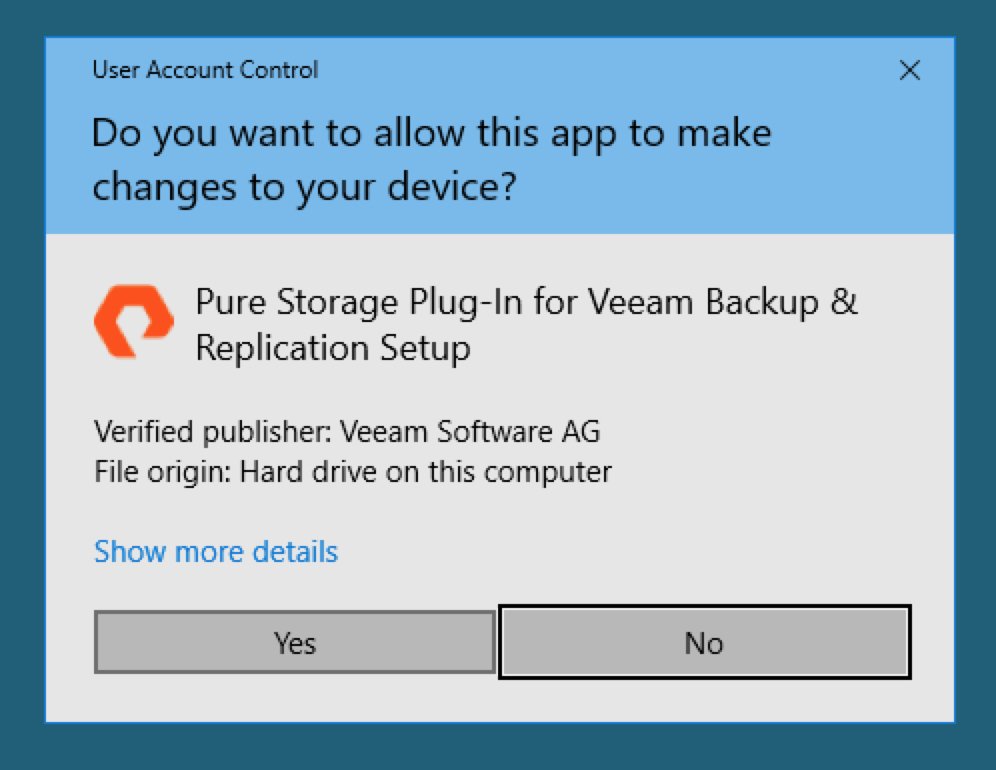 User Account Control
Do you want to allow this app to make
changes to your device?
Pure Storage Plug-In for Veeam Backup &
Replication Setup
Verified publisher: Veeam Software AG
File origin: Hard drive on this computer
Show more details
Yes
No